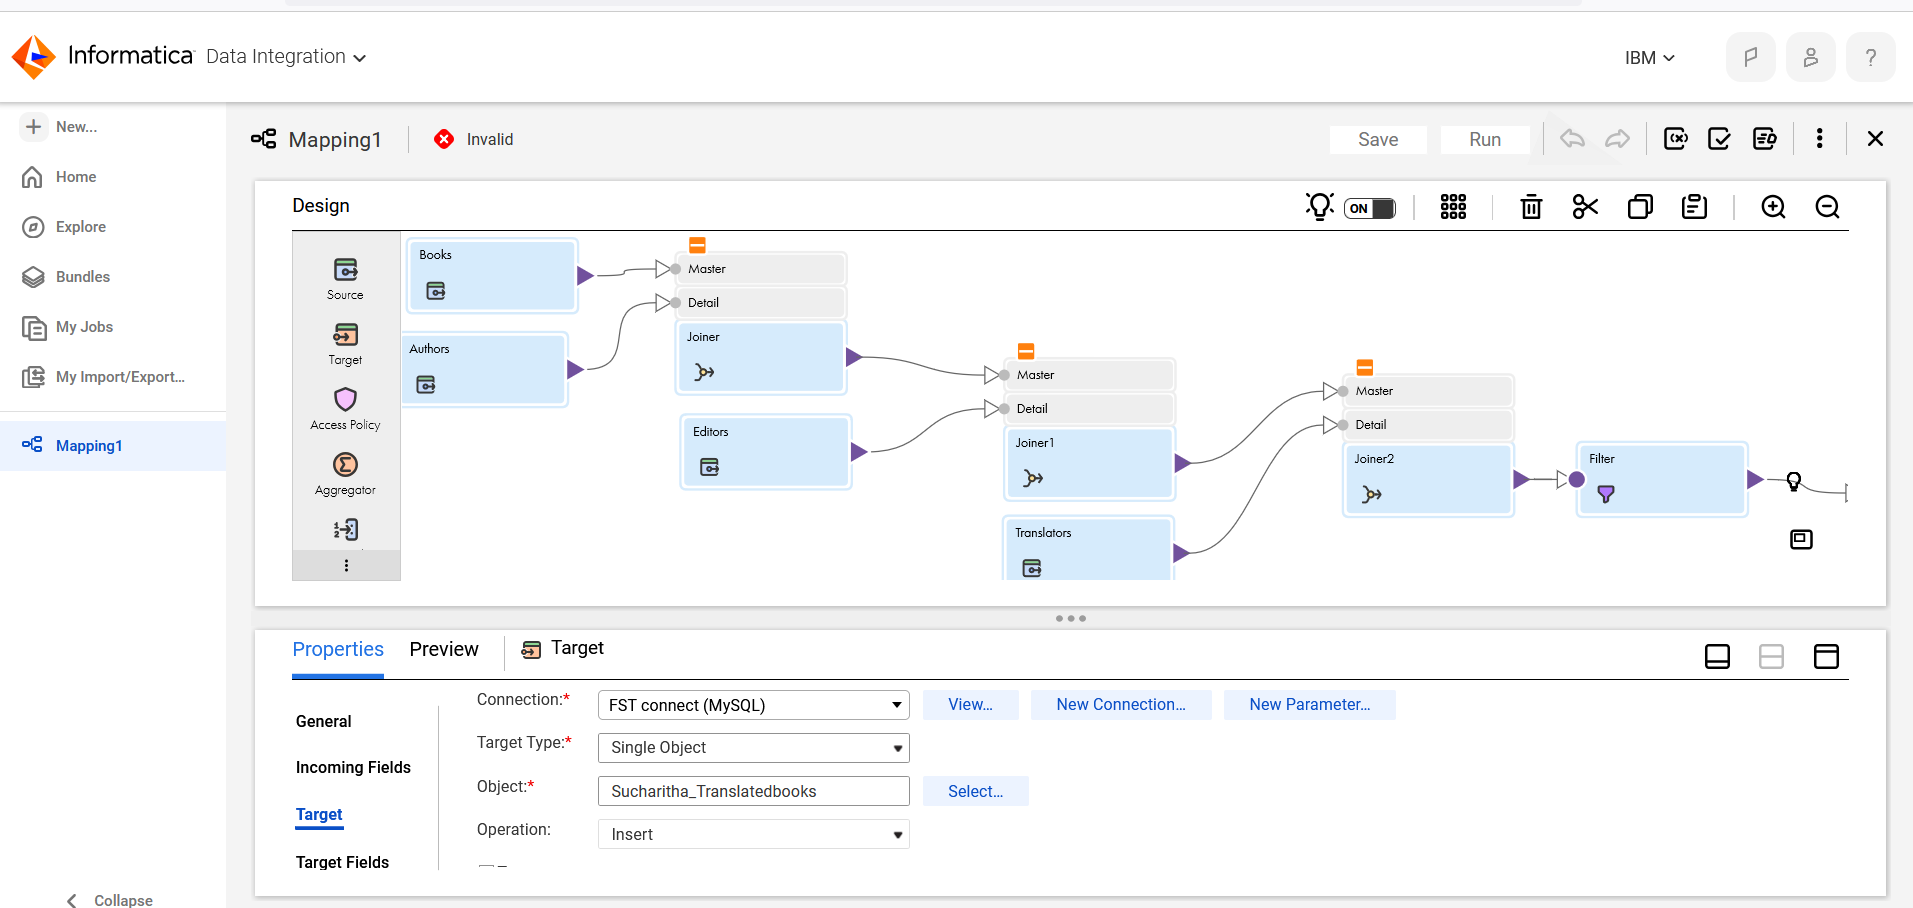 Informatica Data Integration
IBM
?
New...
Home
Explore
Bundles
My Jobs
My Import/Export...
Mapping1
Collapse
Mapping1
Invalid
Save
Run
Design
ON
Source
Target
Access Policy
Aggregator
Books
Authors
Master
Detail
Joiner
Editors
Master
Detail
Joiner1
Translators
Master
Detail
Joiner2
Filter
Properties
Preview
Target
General
Incoming Fields
Target
Target Fields
Connection:*
FST connect (MySQL)
View...
New Connection...
New Parameter...
Target Type:*
Single Object
Object:*
Sucharitha_Translatedbooks
Select...
Operation:
Insert